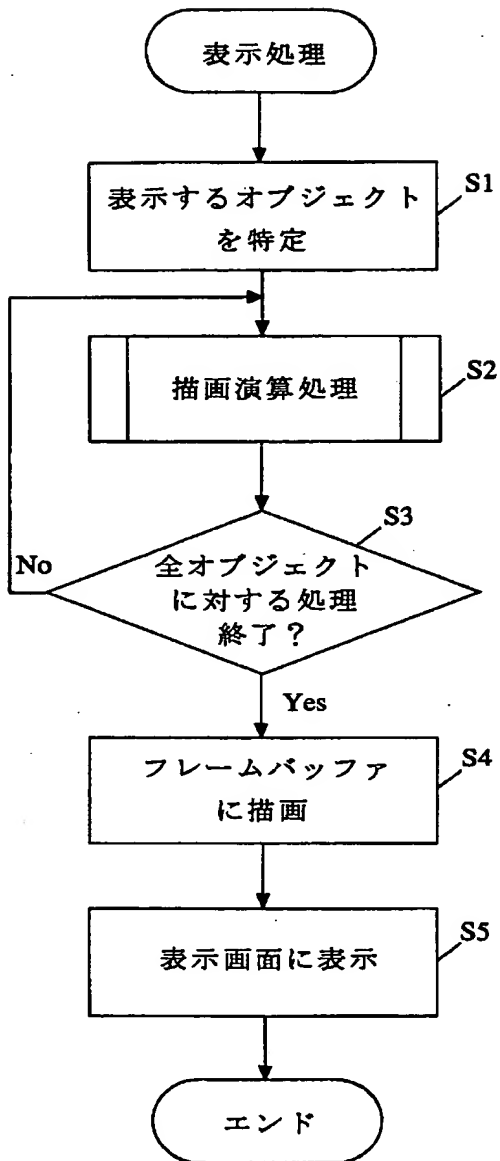 表示処理
表示するオブジェクト
を特定
S1
描画演算処理
S2
S3
全オブジェクト
に対する処理
終了?
No
Yes
フレームバッファ
に描画
S4
表示画面に表示
S5
エンド